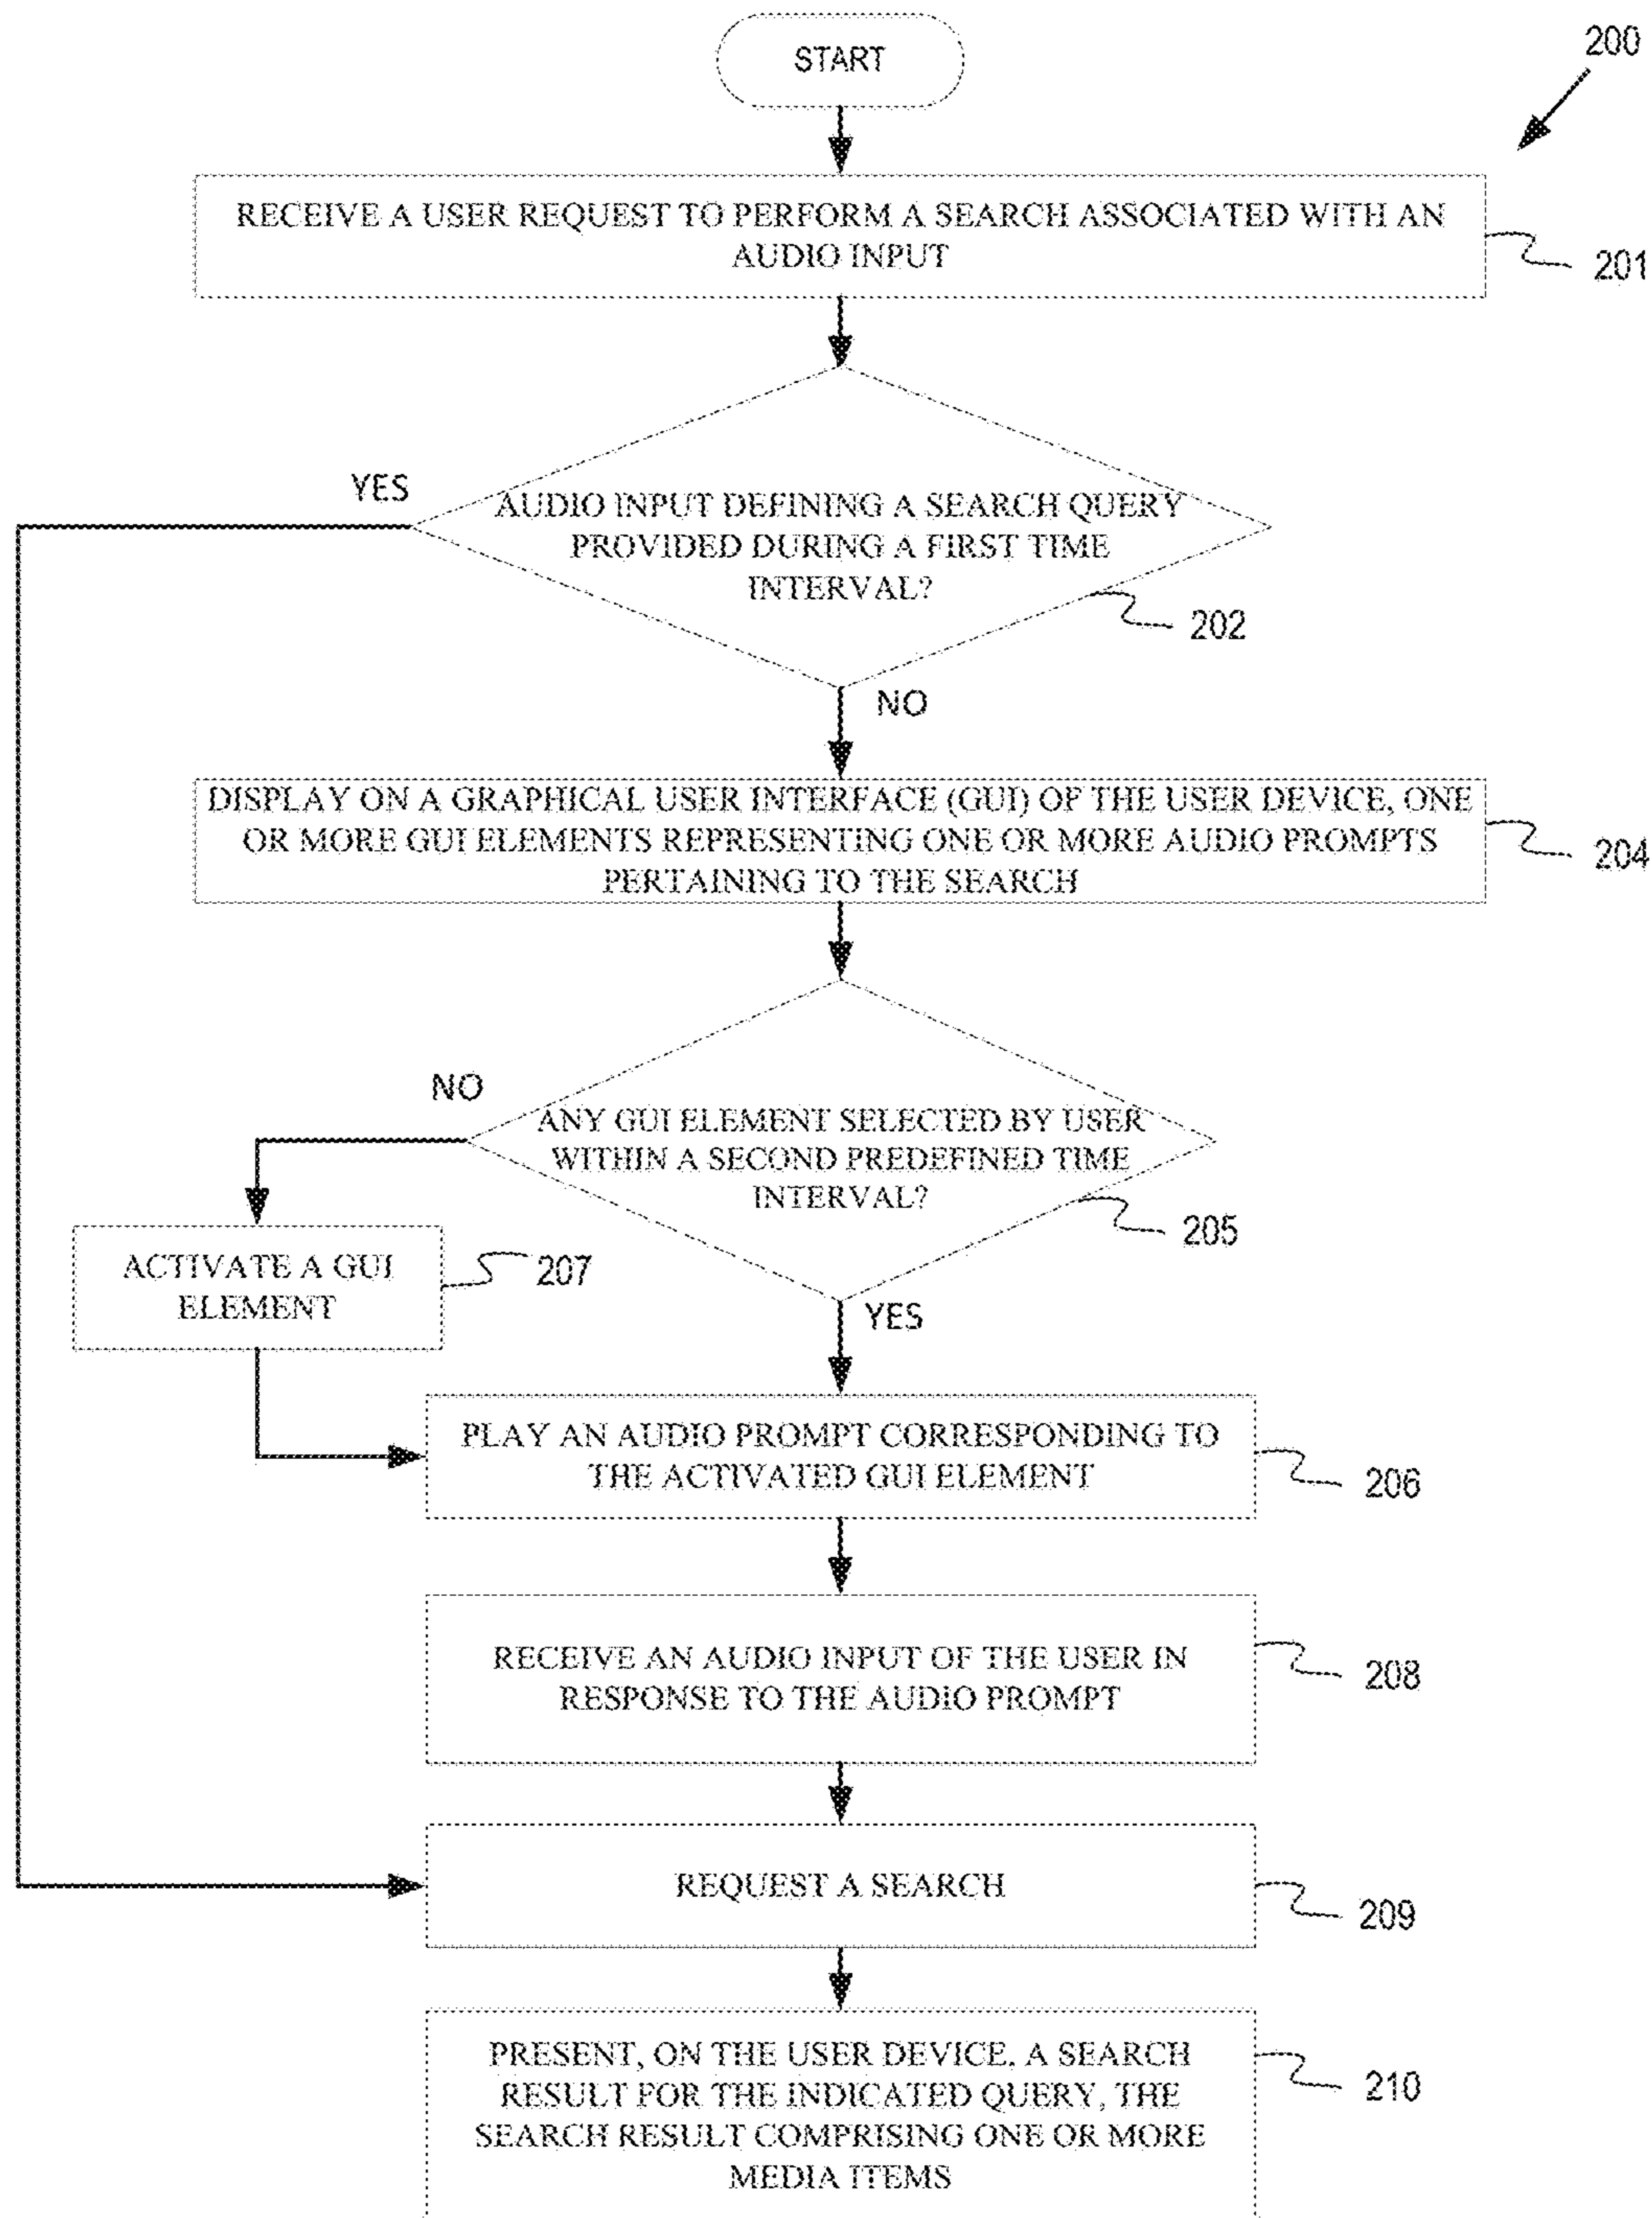 START
200
RECEIVE A USER REQUEST TO PERFORM A SEARCH ASSOCIATED WITH AN
AUDIO INPUT
201
YES
AUDIO INPUT DEFINING A SEARCH QUERY
PROVIDED DURING A FIRST TIME
INTERVAL?
202
NO
DISPLAY ON A GRAPHICAL USER INTERFACE (GUI) OF THE USER DEVICE, ONE
OR MORE GUI ELEMENTS REPRESENTING ONE OR MORE AUDIO PROMPTS
PERTAINING TO THE SEARCH
204
NO
ANY GUI ELEMENT SELECTED BY USER
WITHIN A SECOND PREDEFINED TIME
INTERVAL?
205
ACTIVATE A GUI
ELEMENT
207
YES
PLAY AN AUDIO PROMPT CORRESPONDING TO
THE ACTIVATED GUI ELEMENT
206
RECEIVE AN AUDIO INPUT OF THE USER IN
RESPONSE TO THE AUDIO PROMPT
208
REQUEST A SEARCH
209
PRESENT, ON THE USER DEVICE, A SEARCH
RESULT FOR THE INDICATED QUERY, THE
SEARCH RESULT COMPRISING ONE OR MORE
MEDIA ITEMS
210